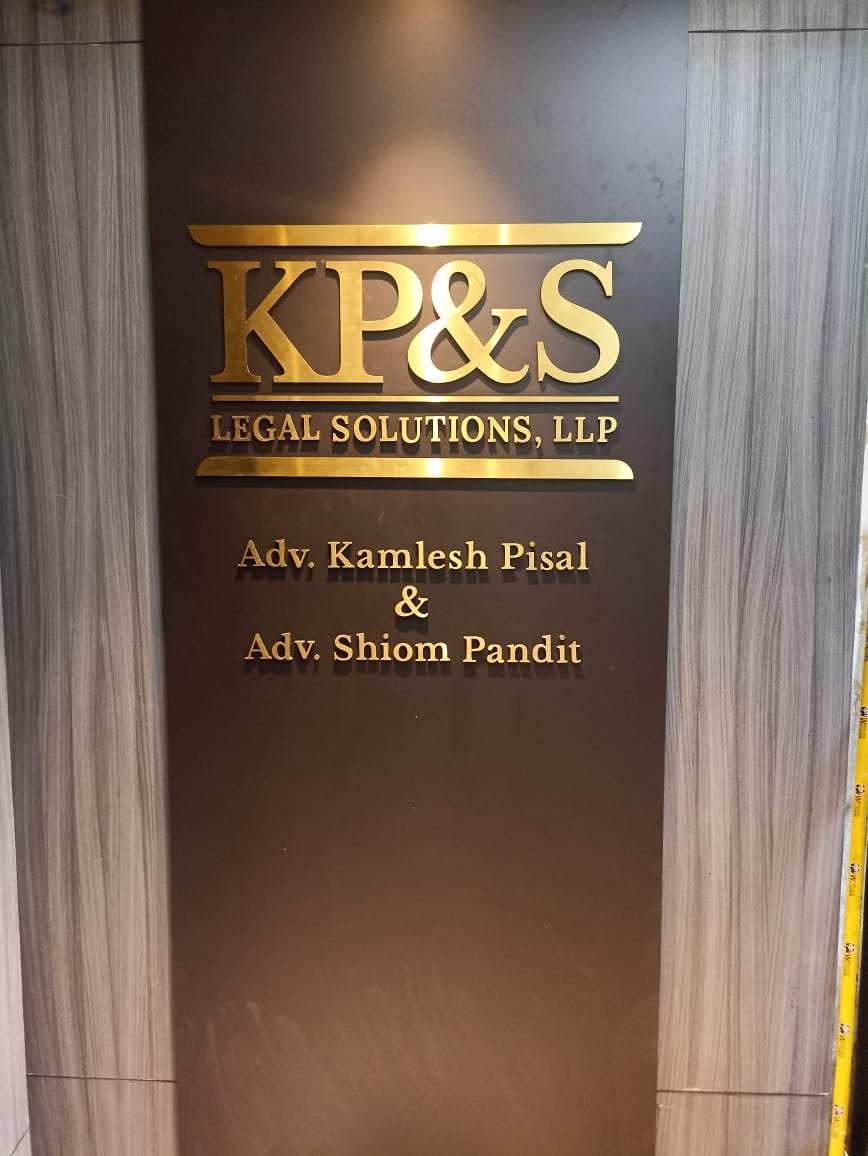 KP&S
LEGAL SOLUTIONS, LLP
Adv. Kamlesh Pisal
&
Adv. Shiom Pandit